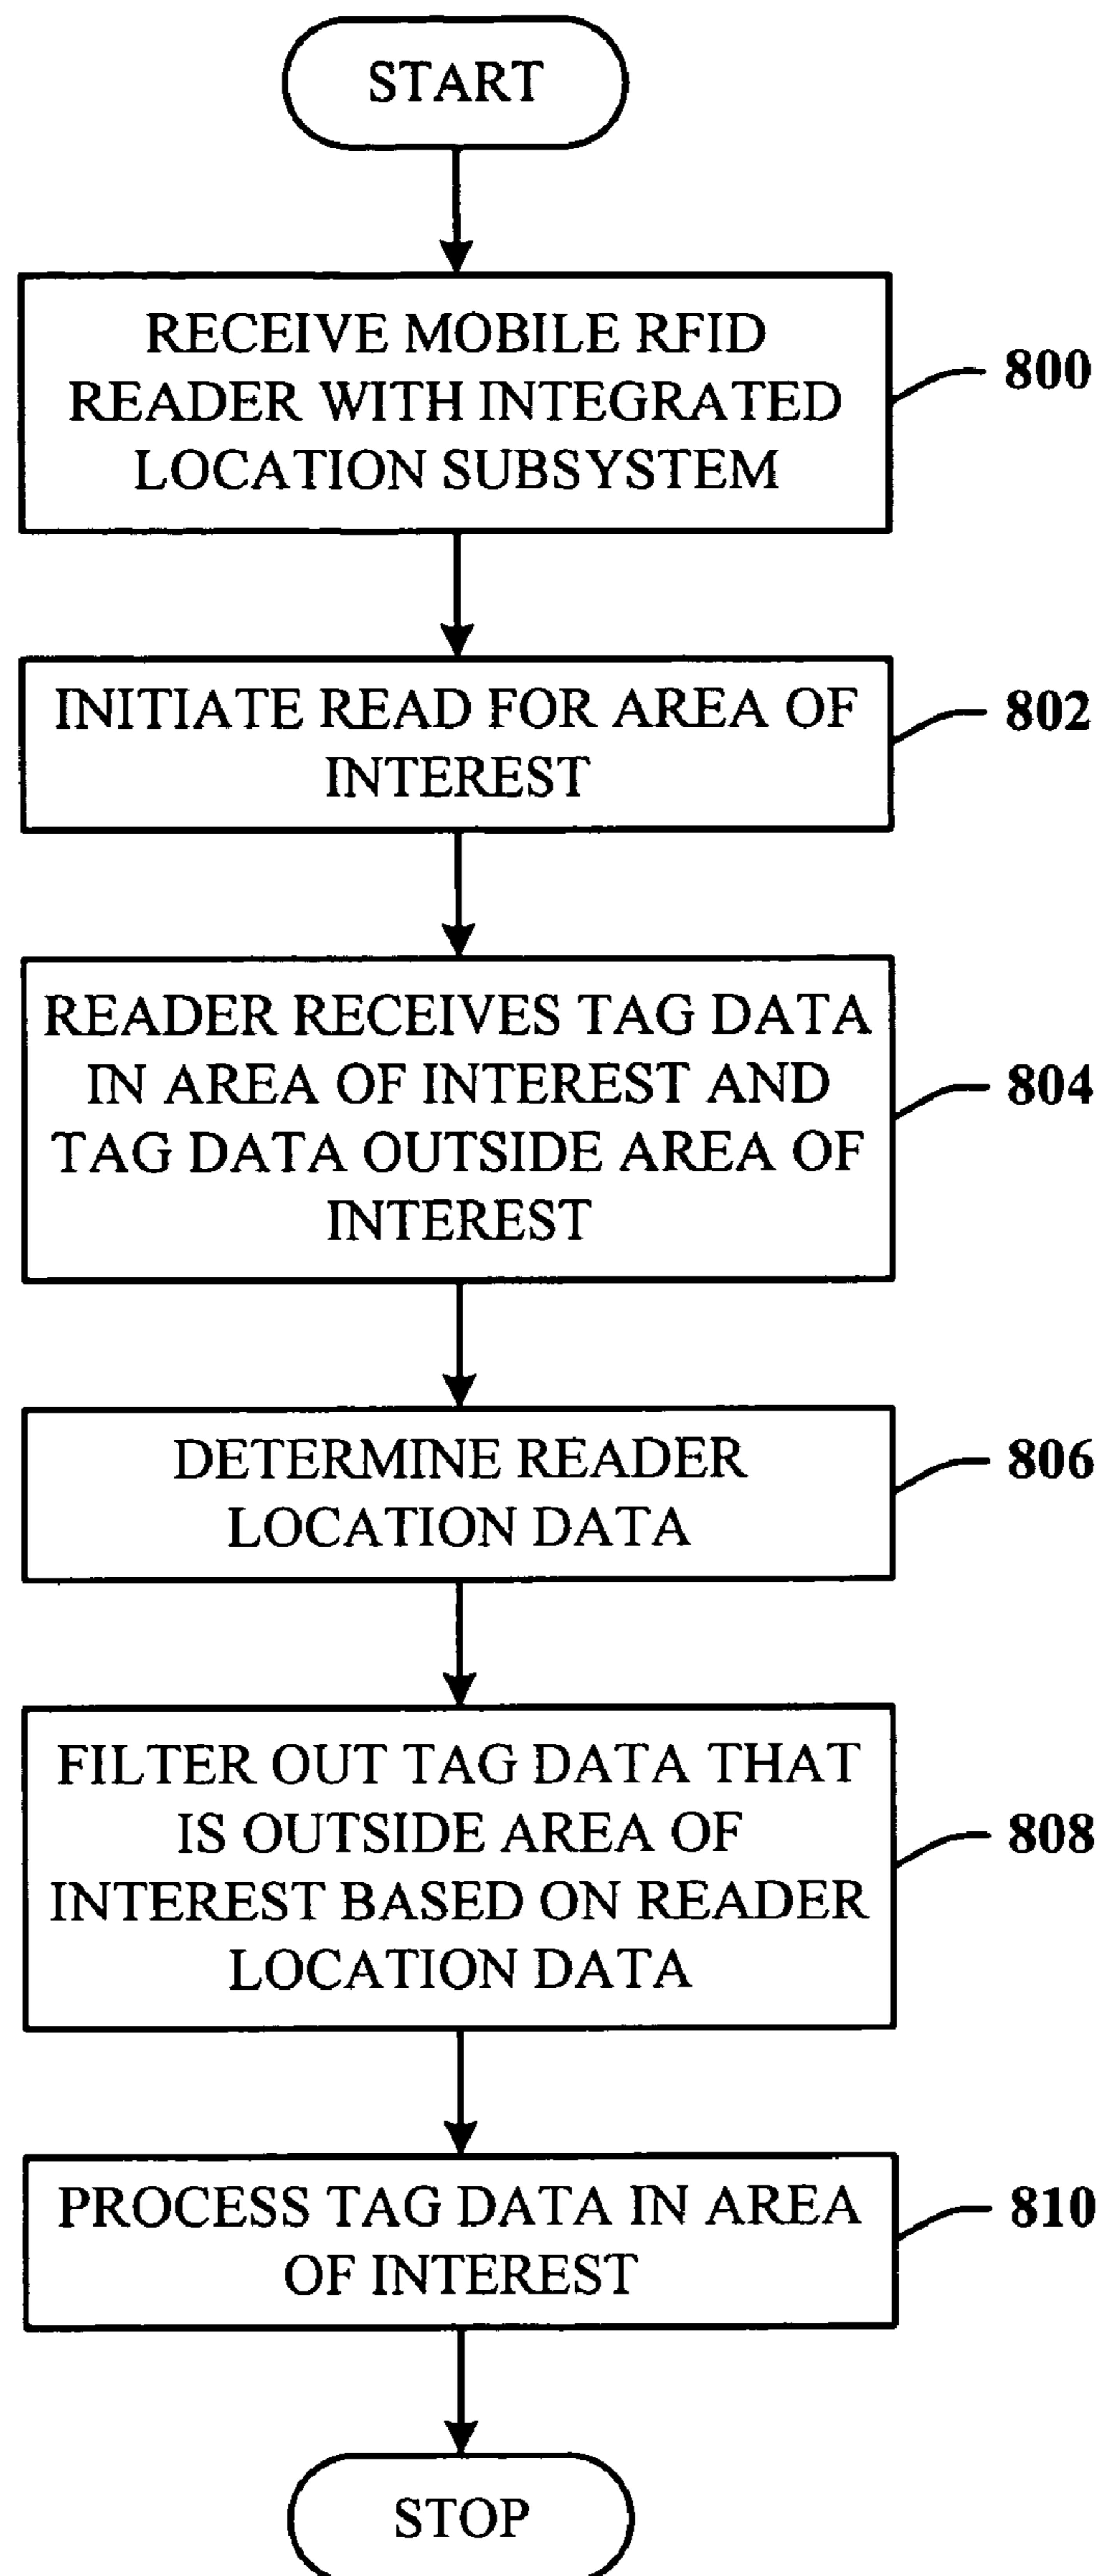 START
RECEIVE MOBILE RFID
READER WITH INTEGRATED
LOCATION SUBSYSTEM
800
INITIATE READ FOR AREA OF
INTEREST
802
READER RECEIVES TAG DATA
IN AREA OF INTEREST AND
TAG DATA OUTSIDE AREA OF
INTEREST
804
DETERMINE READER
LOCATION DATA
806
FILTER OUT TAG DATA THAT
IS OUTSIDE AREA OF
INTEREST BASED ON READER
LOCATION DATA
808
PROCESS TAG DATA IN AREA
OF INTEREST
810
STOP